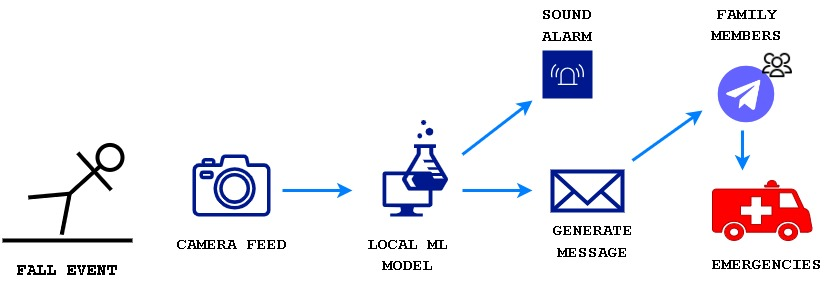 SOUND
ALARM
FAMILY
MEMBERS
FALL EVENT
CAMERA FEED
LOCAL ML
MODEL
GENERATE
MESSAGE
EMERGENCIES